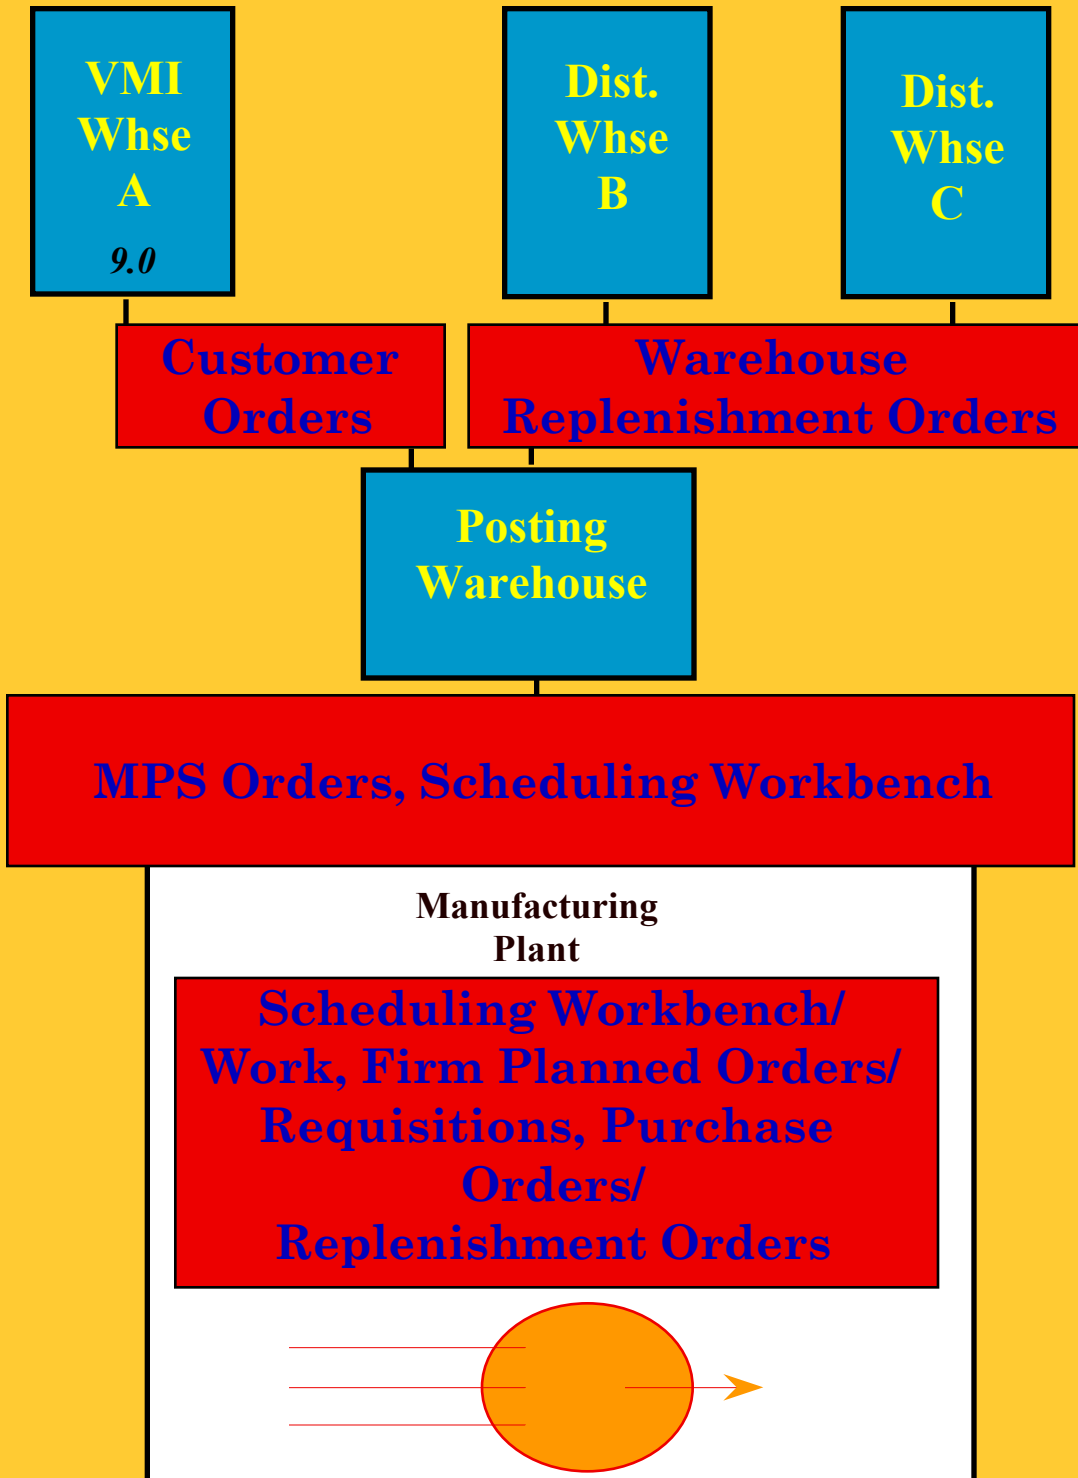 VMI
Whse
A
9.0
Dist.
Whse
B
Dist.
Whse
C
Customer
Orders
Warehouse
Replenishment Orders
Posting
Warehouse
MPS Orders, Scheduling Workbench
Manufacturing
Plant
Scheduling Workbench/
Work, Firm Planned Orders/
Requisitions, Purchase
Orders/
Replenishment Orders